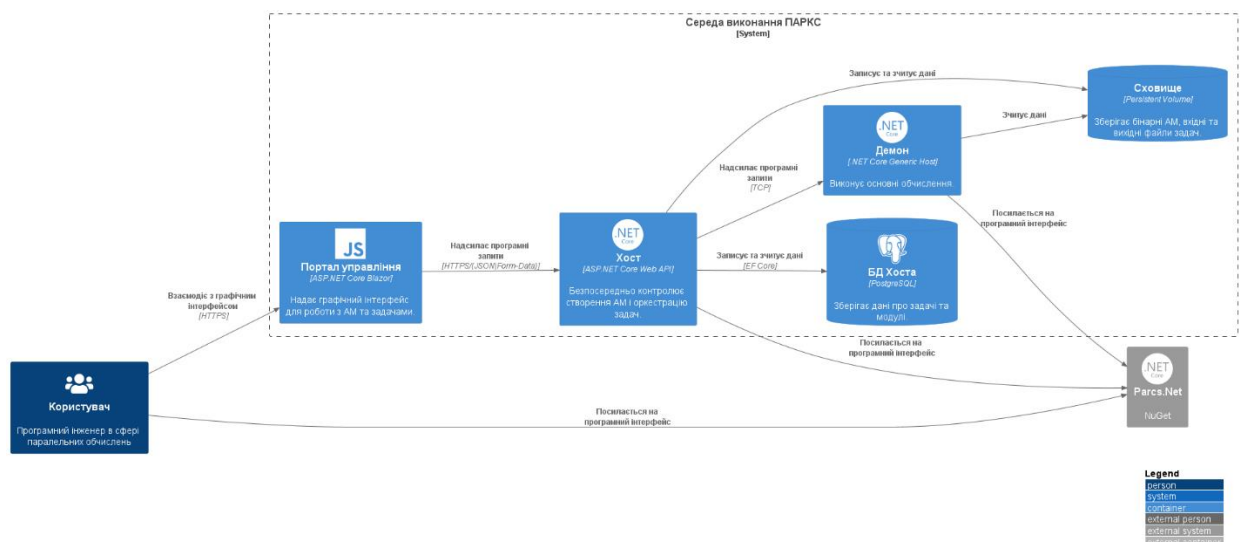 Середа виконання ПАРКС
[System]
Записує та зчитує дані
Сховище
[Persistent Volume]
Зберігає бінарні АМ, вхідні та
вихідні файли задач.
.NET
Core
Демон
[.NET Core Generic Host]
Виконує основні обчислення.
Зчитує дані
Надсилає програмні
запити
[TCP]
JS
Портал управління
[ASP.NET Core Blazor]
Надає графічний інтерфейс
для роботи з АМ та задачами.
Надсилає програмні
запити
[HTTPS/(JSON|Form-Data)]
.NET
Core
Хост
[ASP.NET Core Web API]
Безпосередньо контролює
створення АМ і оркестрацію
задач.
Записує та зчитує дані
[EF Core]
БД Хоста
[PostgreSQL]
Зберігає дані про задачі та
модулі.
Посилається на
програмний інтерфейс
Взаємодіє з графічним
інтерфейсом
[HTTPS]
Посилається на
програмний інтерфейс
Користувач
Програмний інженер в сфері
паралельних обчислень
Посилається на
програмний інтерфейс
.NET
Core
Parcs.Net
NuGet
Legend
person
system
container
external person
external system
external container